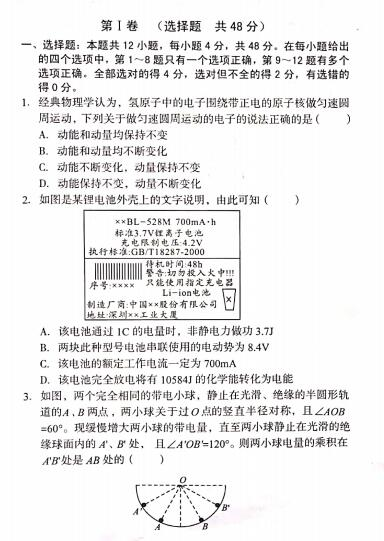 第Ⅰ卷 （选择题 共48分）
一、选择题：本题共12小题，每小题4分，共48分。在每小题给出
的四个选项中，第1～8题只有一个选项正确，第9～12题有多个
选项正确。全部选对的得4分，选对但不全的得2分，有选错的
得0分。
1. 经典物理学认为，氢原子中的电子围绕带正电的原子核做匀速圆
周运动，下列关于做匀速圆周运动的电子的说法正确的是（ ）
A. 动能和动量均保持不变
B. 动能和动量均不断变化
C. 动能不断变化，动量保持不变
D. 动能保持不变，动量不断变化
2. 如图是某锂电池外壳上的文字说明，由此可知（ ）
××BL-528M 700mA·h
标准3.7V锂离子电池
充电限制电压:4.2V
执行标准:GB/T18287-2000
待机时间:48h
警告:切勿投入火中!!!
只能使用指定充电器
序号:××××
Li-ion电池
制造厂商:中国××股份有限公司
地址:深圳××工业大厦
A. 该电池通过1C的电量时，非静电力做功3.7J
B. 两块此种型号电池串联使用的电动势为8.4V
C. 该电池的额定工作电流一定为700mA
D. 该电池完全放电将有10584J的化学能转化为电能
3. 如图，两个完全相同的带电小球，静止在光滑、绝缘的半圆形轨
道的A、B两点，两小球关于过O点的竖直半径对称，且∠AOB
=60°。现缓慢增大两小球的带电量，直至两小球静止在光滑的绝
缘球面内的A'、B'处， 且∠A'OB'=120°。则两小球电量的乘积在
A'B'处是AB处的（ ）
O
A' B'
A B